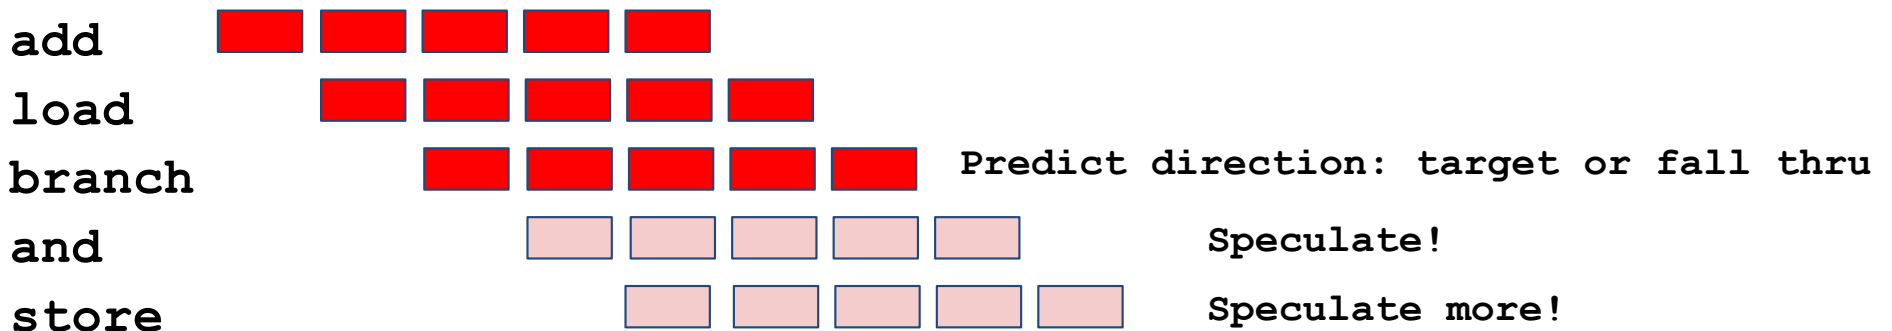 add
load
branch Predict direction: target or fall thru
and Speculate!
store Speculate more!